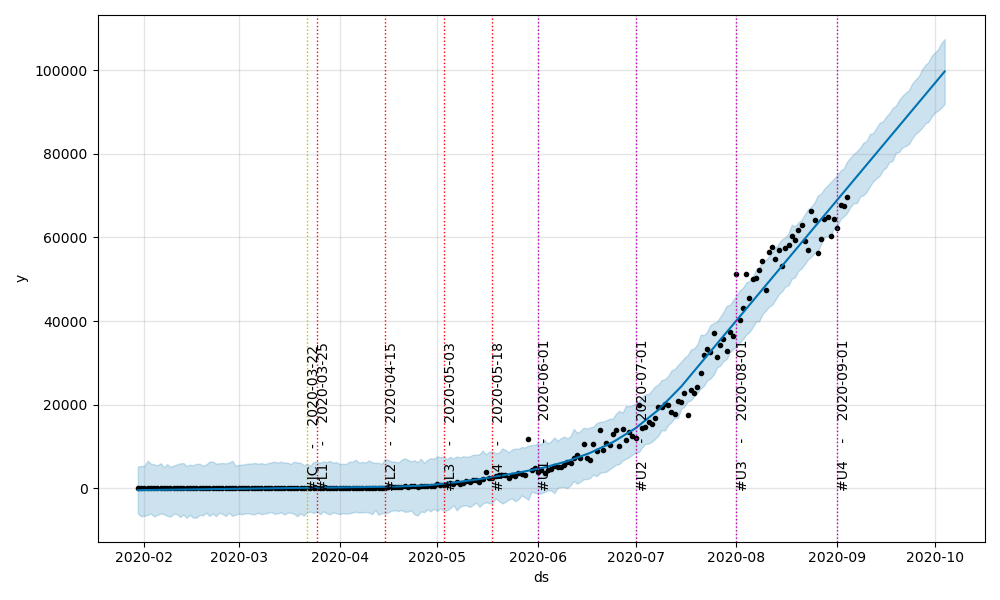 y
100000
80000
60000
40000
20000
0
#JC - 2020-03-22
#L1 - 2020-03-25
#L2 - 2020-04-15
#L3 - 2020-05-03
#L4 - 2020-05-18
#U1 - 2020-06-01
#U2 - 2020-07-01
#U3 - 2020-08-01
#U4 - 2020-09-01
2020-02 2020-03 2020-04 2020-05 2020-06 2020-07 2020-08 2020-09 2020-10
ds